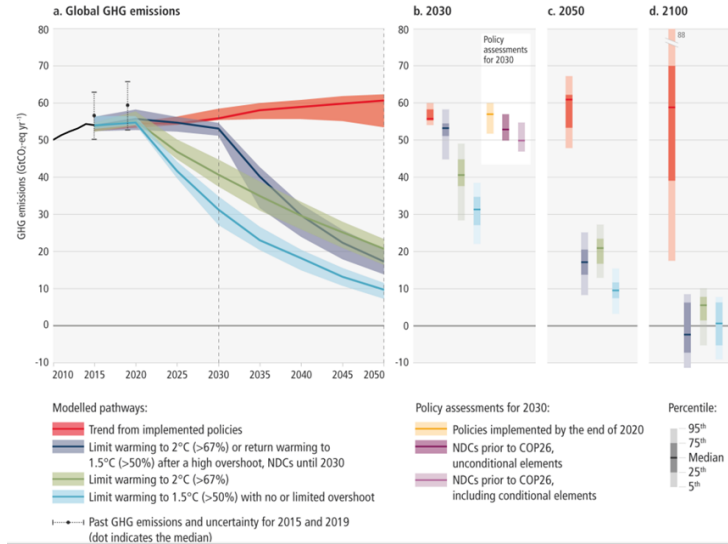 a. Global GHG emissions
b. 2030
c. 2050
d. 2100
GHG emissions (GtCO₂-eq yr⁻¹)
80
70
60
50
40
30
20
10
0
-10
2010 2015 2020 2025 2030 2035 2040 2045 2050
80
70
60
50
40
30
20
10
0
-10
Policy
assessments
for 2030
88
Modelled pathways:
Trend from implemented policies
Limit warming to 2°C (>67%) or return warming to
1.5°C (>50%) after a high overshoot, NDCs until 2030
Limit warming to 2°C (>67%)
Limit warming to 1.5°C (>50%) with no or limited overshoot
Past GHG emissions and uncertainty for 2015 and 2019
(dot indicates the median)
Policy assessments for 2030:
Policies implemented by the end of 2020
NDCs prior to COP26,
unconditional elements
NDCs prior to COP26,
including conditional elements
Percentile:
95th
75th
Median
25th
5th